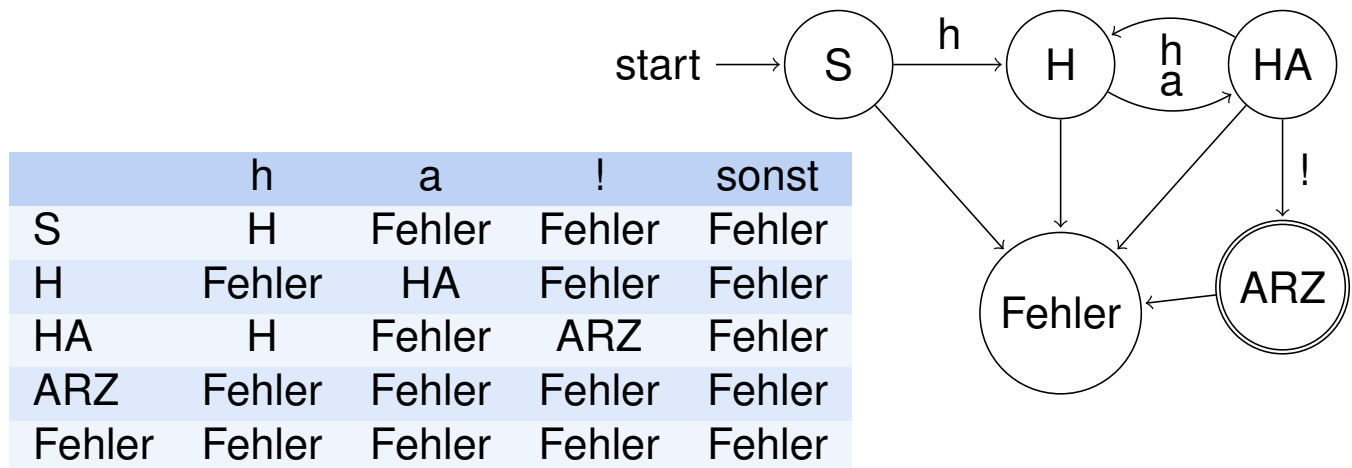 start S h H h HA
a
!
ARZ
Fehler
h a ! sonst
S H Fehler Fehler Fehler
H Fehler HA Fehler Fehler
HA H Fehler ARZ Fehler
ARZ Fehler Fehler Fehler Fehler
Fehler Fehler Fehler Fehler Fehler